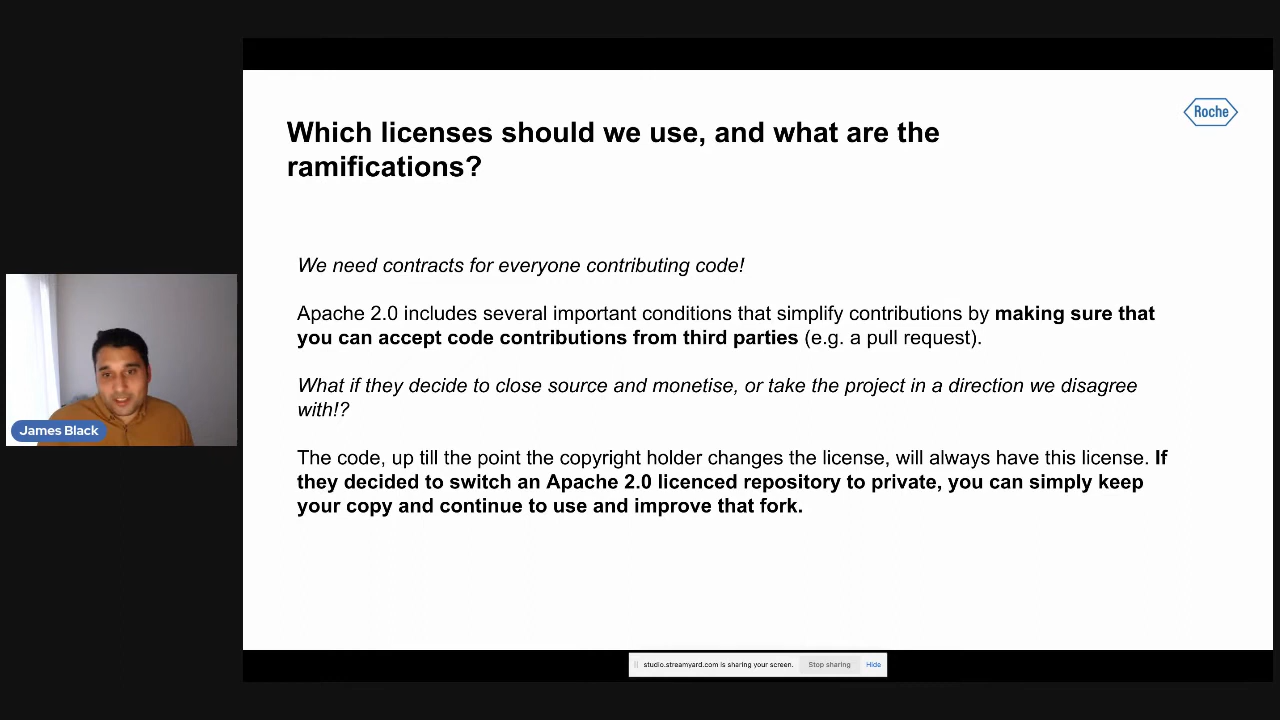 Roche
Which licenses should we use, and what are the
ramifications?
We need contracts for everyone contributing code!
Apache 2.0 includes several important conditions that simplify contributions by making sure that
you can accept code contributions from third parties (e.g. a pull request).
What if they decide to close source and monetise, or take the project in a direction we disagree
with!?
The code, up till the point the copyright holder changes the license, will always have this license. If
they decided to switch an Apache 2.0 licenced repository to private, you can simply keep
your copy and continue to use and improve that fork.
James Black
studio.streamyard.com is sharing your screen.
Stop sharing
Hide